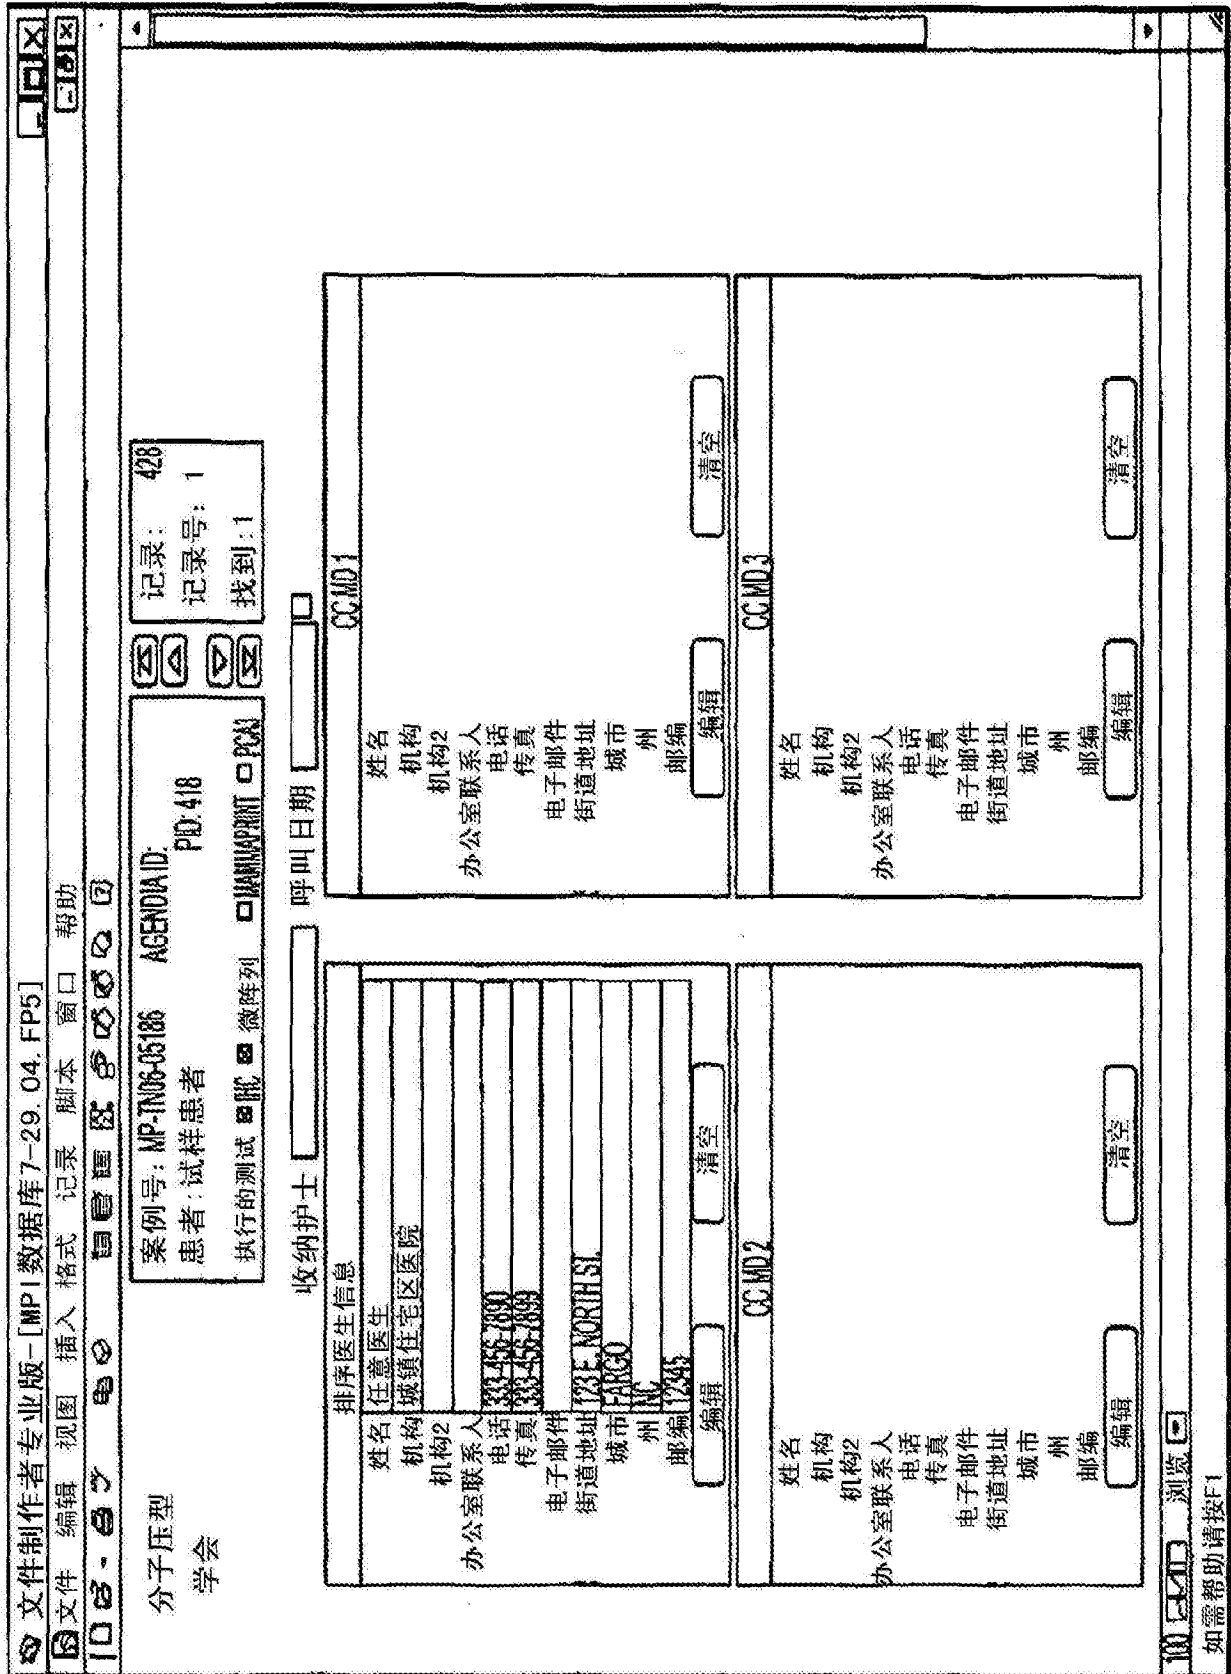 文件制作者专业版-[MPI数据库7-29.04.FP5]
文件 编辑 视图 插入 格式 记录 脚本 窗口 帮助
分子压型
学会
案例号:MP-TN06-05186 AGENDIA ID:
患者:试样患者 PID:418
执行的测试 IHC 微阵列 MAMMAPRINT PCA3
记录: 428
记录号: 1
找到:1
收纳护士 呼叫日期
排序医生信息
姓名 任意医生
机构 城镇住宅区医院
机构2
办公室联系人
电话 333-456-7890
传真 333-456-7899
电子邮件
街道地址 123 E. NORTH ST.
城市 FARGO
州 NC
邮编 12345
编辑 清空
CC MD1
姓名
机构
机构2
办公室联系人
电话
传真
电子邮件
街道地址
城市
州
邮编
编辑 清空
CC MD2
姓名
机构
机构2
办公室联系人
电话
传真
电子邮件
街道地址
城市
州
邮编
编辑 清空
CC MD3
姓名
机构
机构2
办公室联系人
电话
传真
电子邮件
街道地址
城市
州
邮编
编辑 清空
100 浏览
如需帮助请按F1